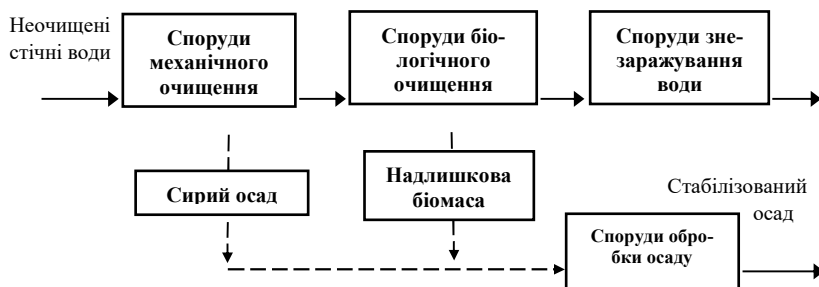 Неочищені
стічні води
Споруди
механічного
очищення
Споруди біо-
логічного
очищення
Споруди зне-
зараження
води
Сирий осад
Надлишкова
біомаса
Стабілізований
осад
Споруди обро-
бки осаду